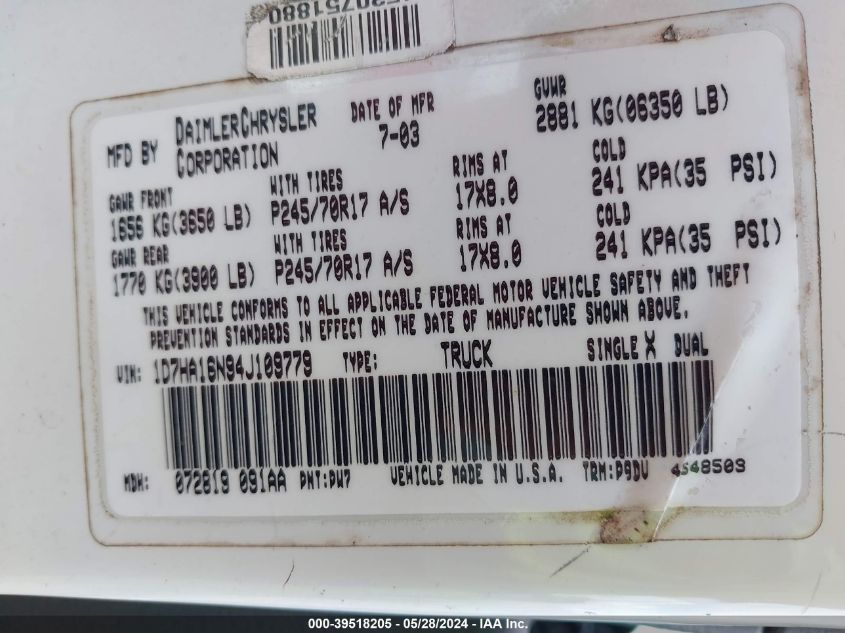 E20751880
MFD BY DAIMLERCHRYSLER CORPORATION DATE OF MFR 7-03 GVWR 2881 KG(06350 LB)
GAWR FRONT WITH TIRES RIMS AT COLD
1656 KG(3650 LB) P245/70R17 A/S 17X8.0 241 KPA(35 PSI)
GAWR REAR WITH TIRES RIMS AT COLD
1770 KG(3900 LB) P245/70R17 A/S 17X8.0 241 KPA(35 PSI)
THIS VEHICLE CONFORMS TO ALL APPLICABLE FEDERAL MOTOR VEHICLE SAFETY AND THEFT
PREVENTION STANDARDS IN EFFECT ON THE DATE OF MANUFACTURE SHOWN ABOVE.
VIN: 1D7HA16N94J109779 TYPE: TRUCK SINGLE X DUAL
MDH: 072819 091AA PNT:PW7 VEHICLE MADE IN U.S.A. TRM:P9DV 4548503
000-39518205 - 05/28/2024 - IAA Inc.